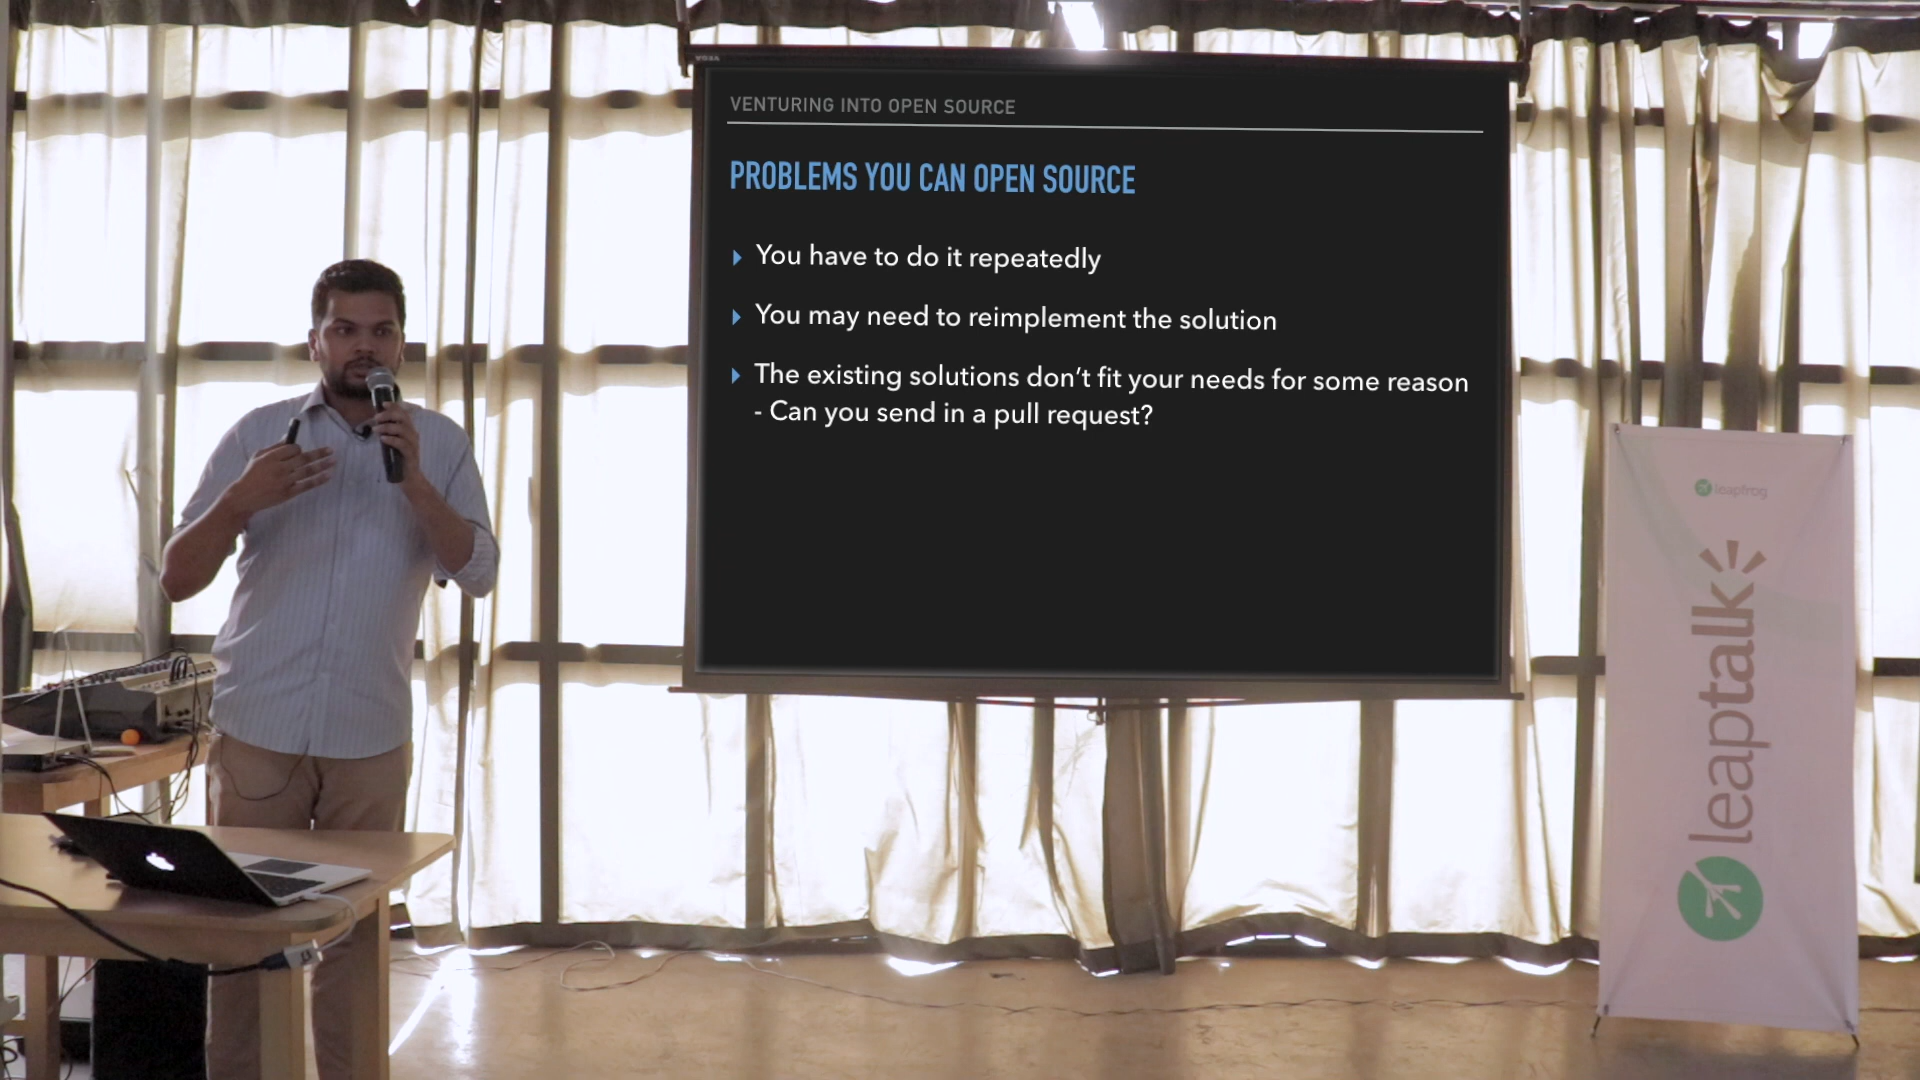 VEGA
VENTURING INTO OPEN SOURCE
PROBLEMS YOU CAN OPEN SOURCE
You have to do it repeatedly
You may need to reimplement the solution
The existing solutions don’t fit your needs for some reason
- Can you send in a pull request?
leapfrog
leaptalk